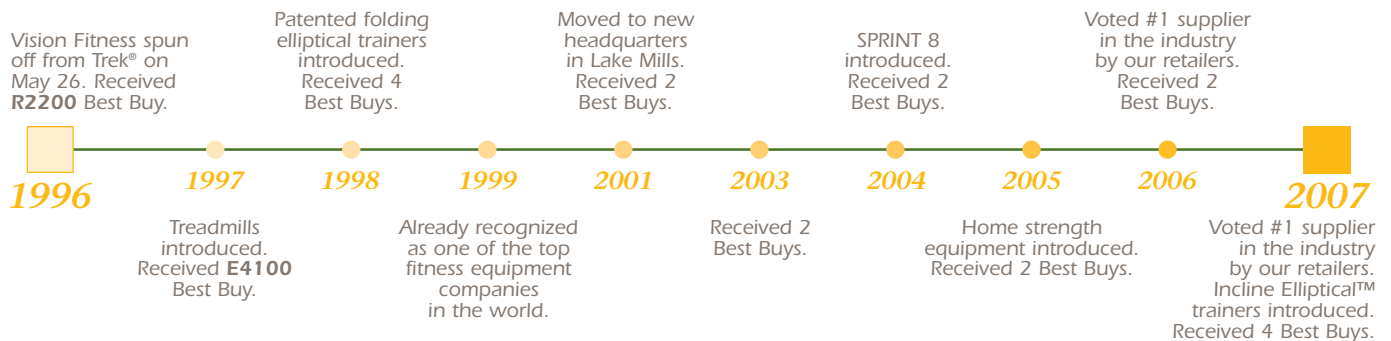 Vision Fitness spun
off from Trek® on
May 26. Received
R2200 Best Buy.
1996
1997
Treadmills
introduced.
Received E4100
Best Buy.
Patented folding
elliptical trainers
introduced.
Received 4
Best Buys.
1998
1999
Already recognized
as one of the top
fitness equipment
companies
in the world.
Moved to new
headquarters
in Lake Mills.
Received 2
Best Buys.
2001
2003
Received 2
Best Buys.
SPRINT 8
introduced.
Received 2
Best Buys.
2004
2005
Home strength
equipment introduced.
Received 2 Best Buys.
Voted #1 supplier
in the industry
by our retailers.
Received 2
Best Buys.
2006
2007
Voted #1 supplier
in the industry
by our retailers.
Incline Elliptical™
trainers introduced.
Received 4 Best Buys.